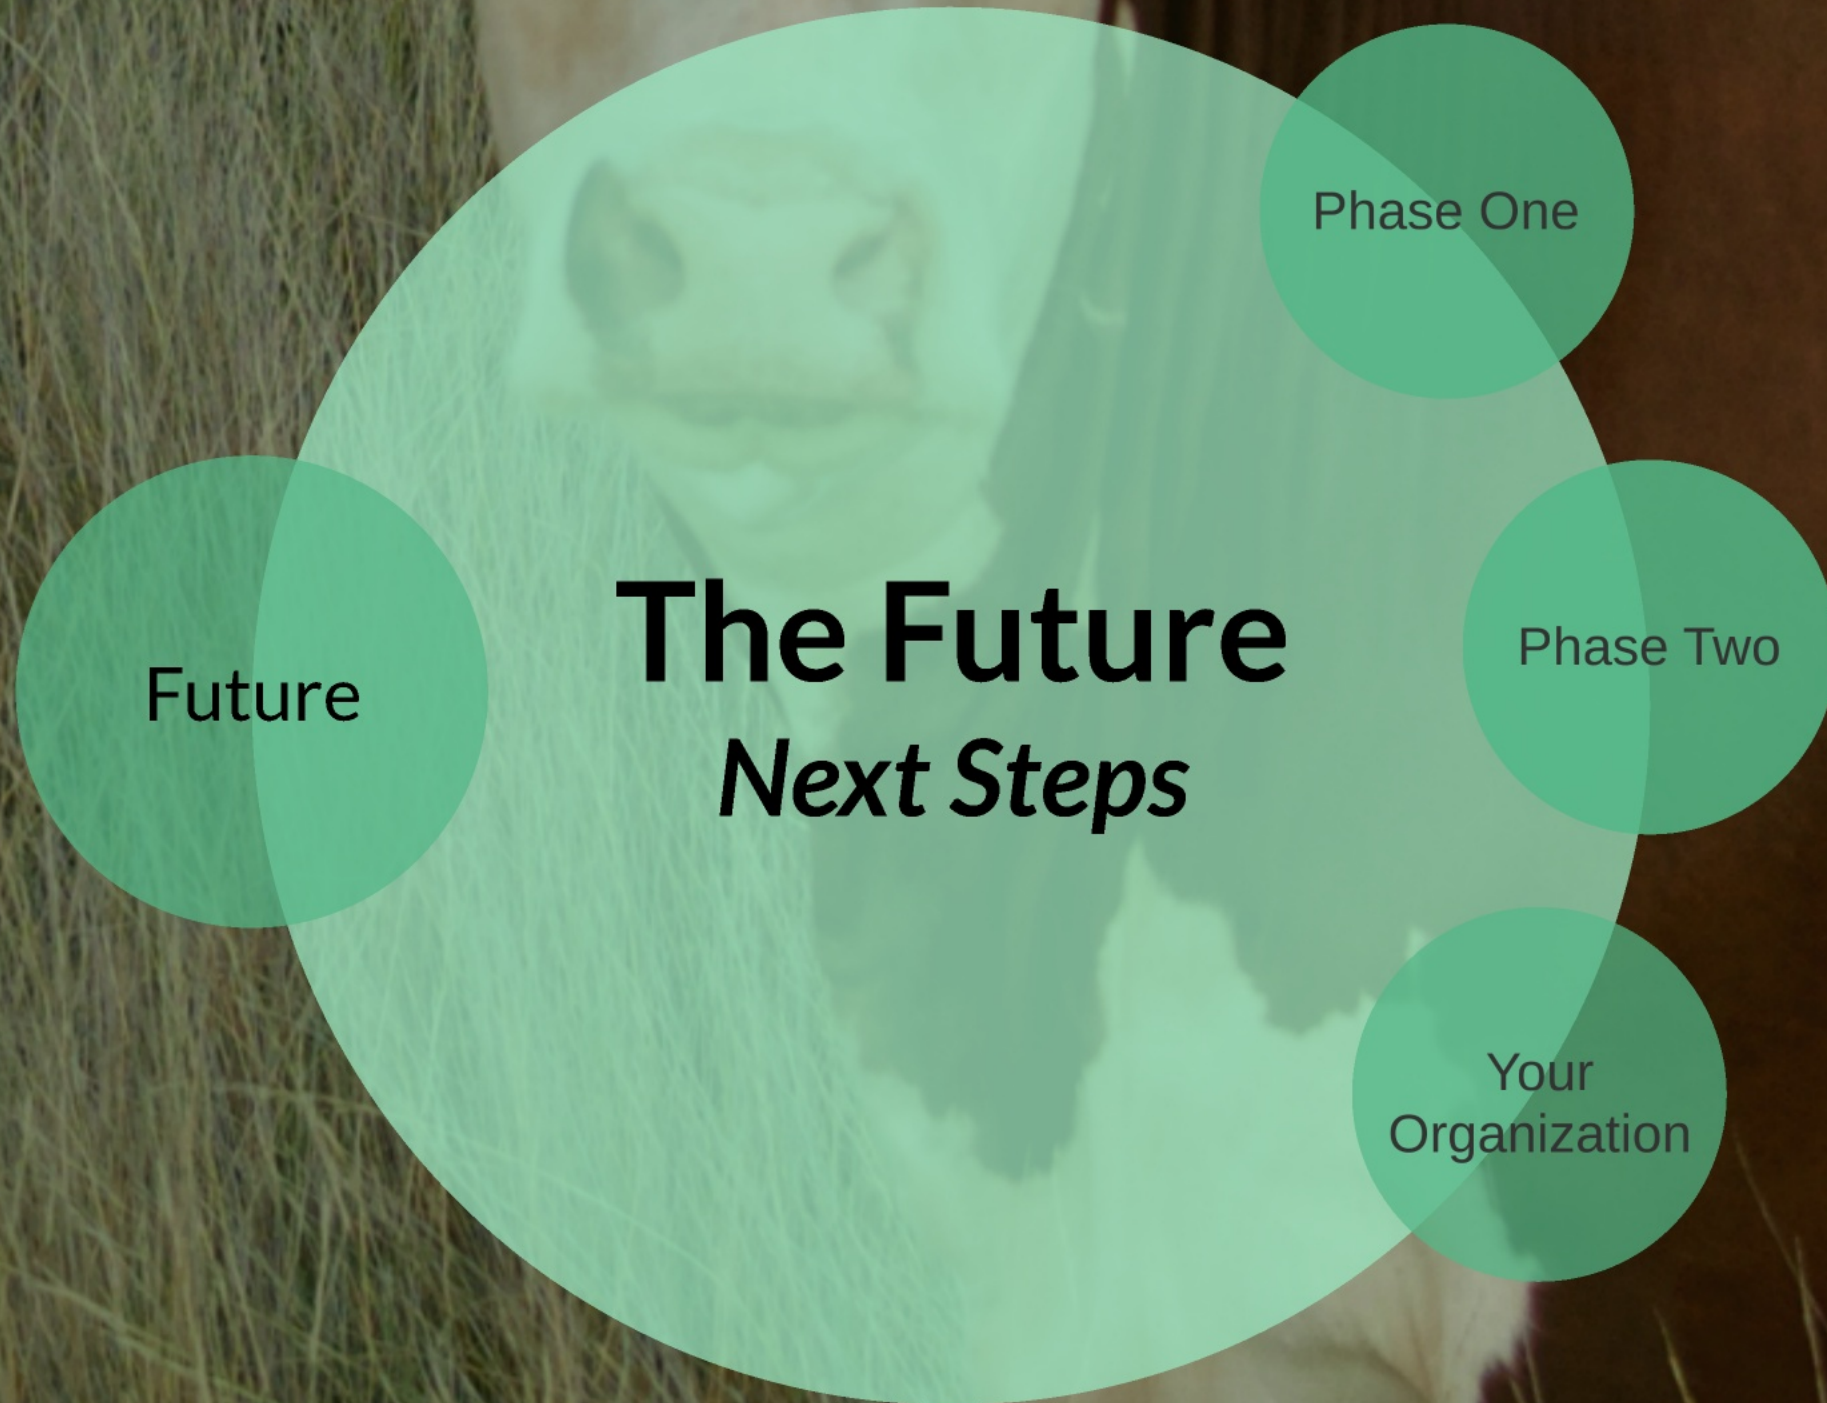 Phase One
Future
The Future
Next Steps
Phase Two
Your
Organization